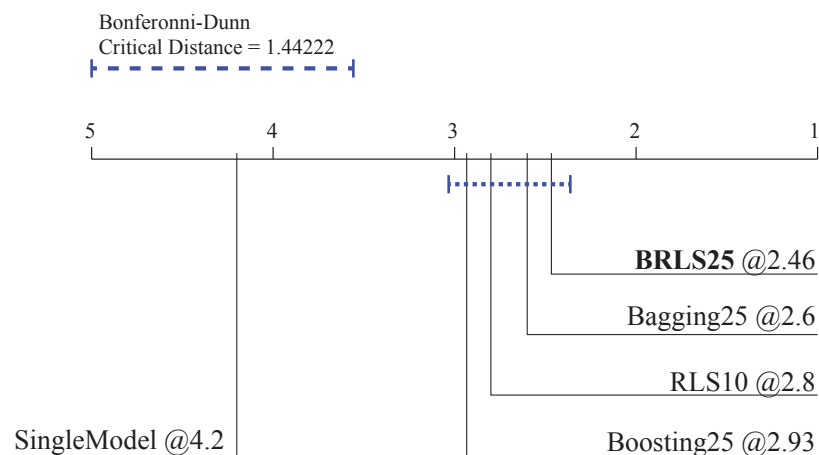 Bonferonni-Dunn
Critical Distance = 1.44222
5 4 3 2 1
BRLS25 @2.46
Bagging25 @2.6
RLS10 @2.8
SingleModel @4.2 Boosting25 @2.93